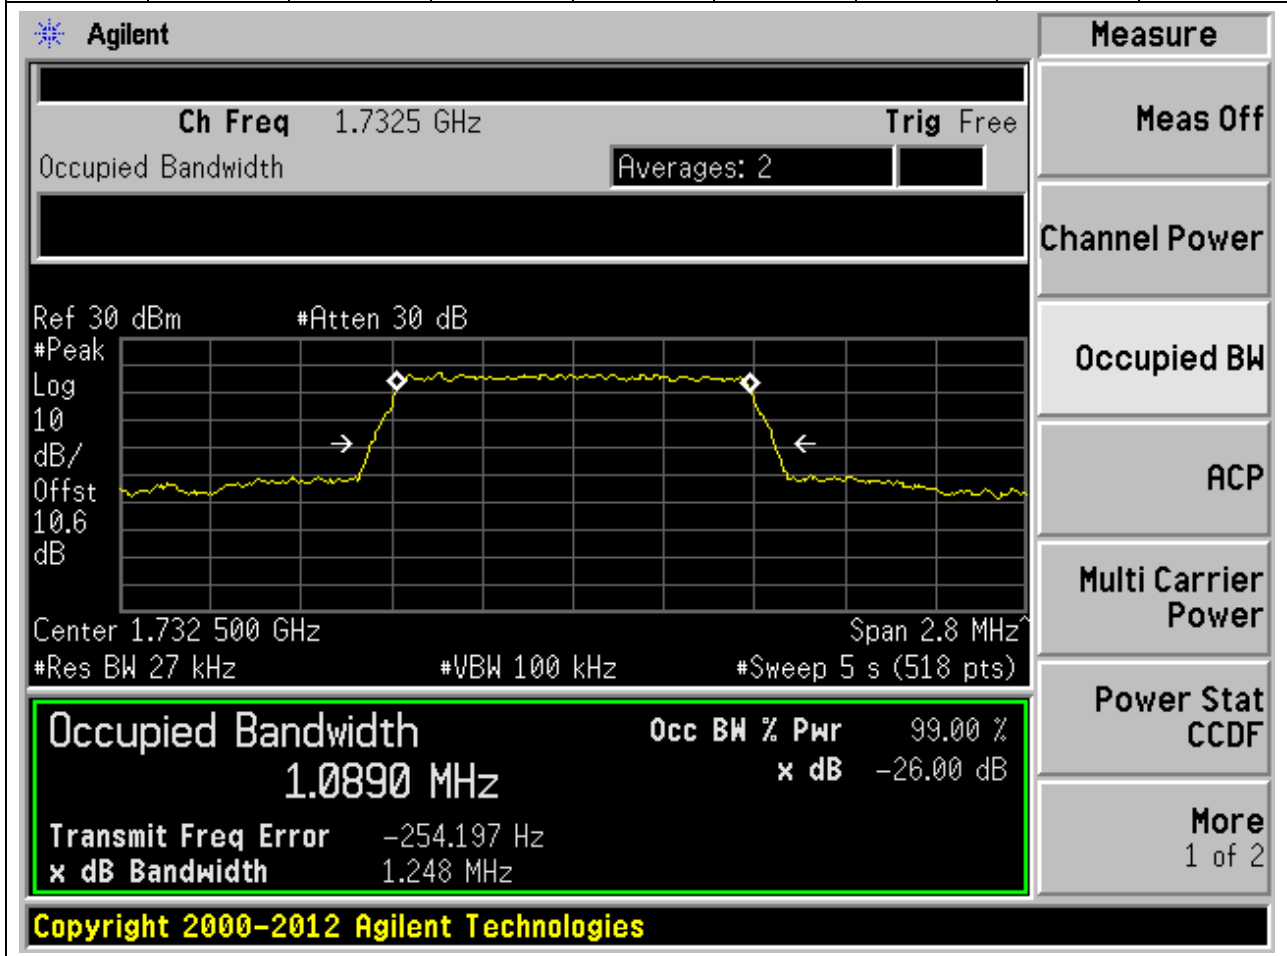 Agilent
Measure
Ch Freq 1.7325 GHz Trig Free
Occupied Bandwidth Averages: 2
Meas Off
Channel Power
Occupied BW
ACP
Multi Carrier
Power
Power Stat
CCDF
More
1 of 2
Ref 30 dBm #Atten 30 dB
#Peak
Log
10
dB/
Offst
10.6
dB
Center 1.732 500 GHz Span 2.8 MHz^
#Res BW 27 kHz #VBW 100 kHz #Sweep 5 s (518 pts)
Occupied Bandwidth Occ BW % Pwr 99.00 %
1.0890 MHz x dB -26.00 dB
Transmit Freq Error -254.197 Hz
x dB Bandwidth 1.248 MHz
Copyright 2000-2012 Agilent Technologies